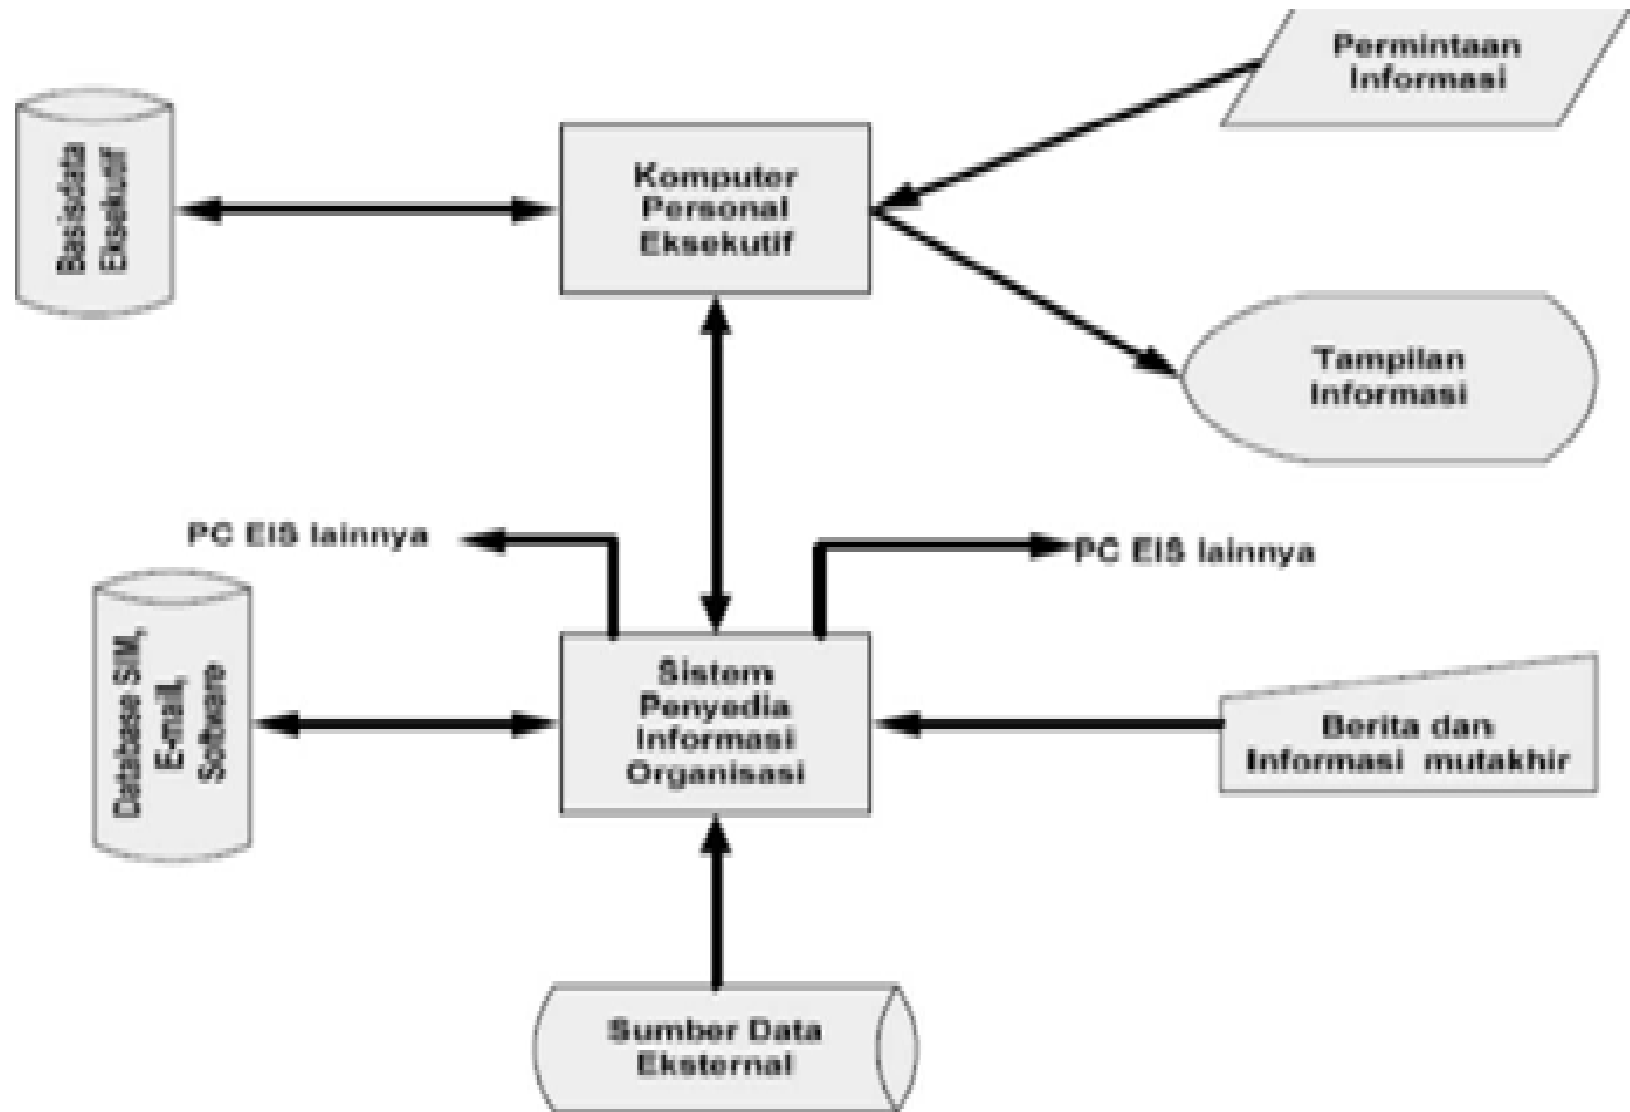 Permintaan
Informasi
Basisdata
Eksekutif
Komputer
Personal
Eksekutif
Tampilan
Informasi
PC EIS lainnya
PC EIS lainnya
Database SIM,
E-mail,
Software
Sistem
Penyedia
Informasi
Organisasi
Berita dan
Informasi mutakhir
Sumber Data
Eksternal